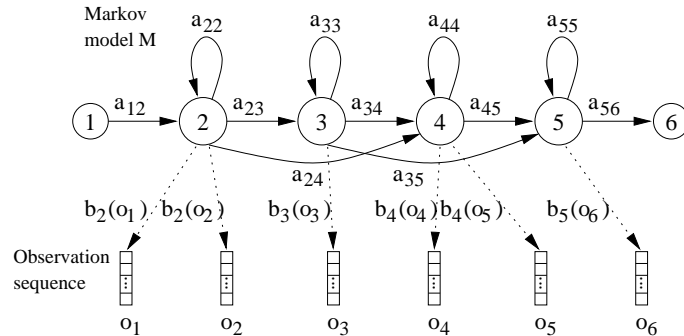 Markov
model M
a22 a33 a44 a55
1 a12 2 a23 3 a34 4 a45 5 a56 6
a24 a35
b2(o1) b2(o2) b3(o3) b4(o4) b4(o5) b5(o6)
Observation
sequence
o1 o2 o3 o4 o5 o6